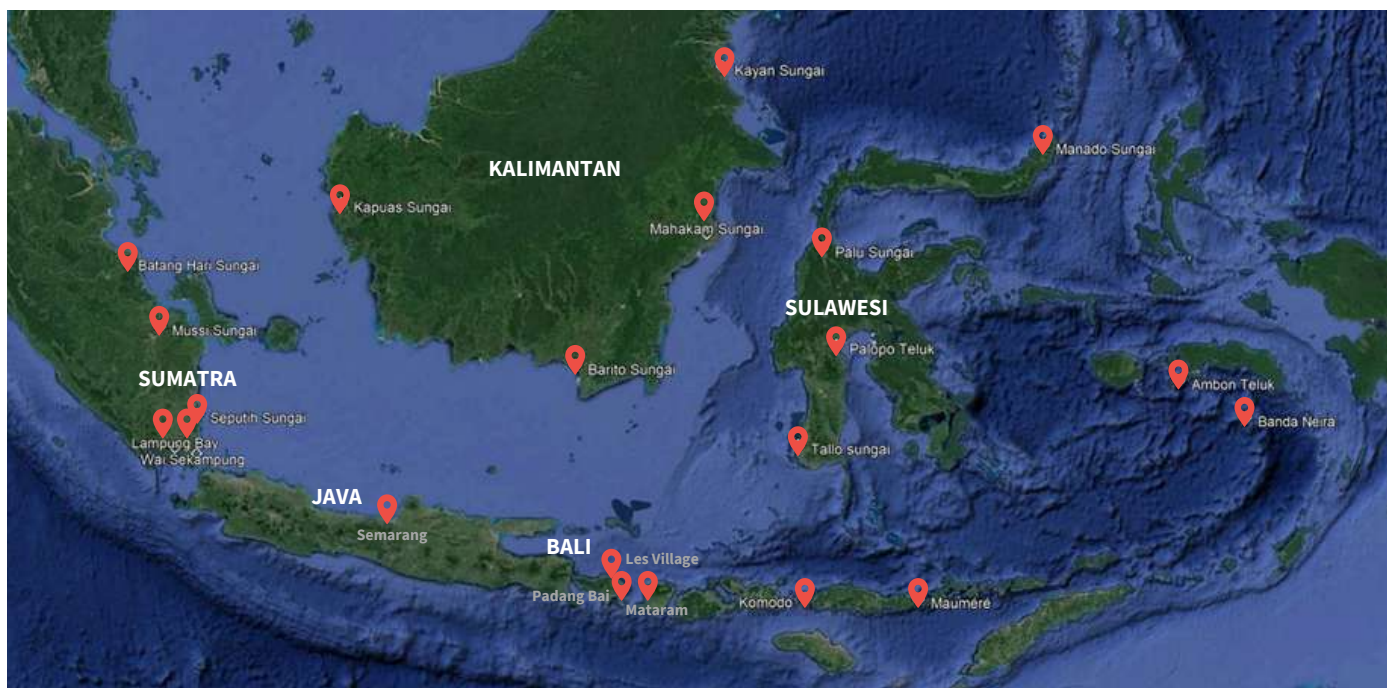 Kayan Sungai
Manado Sungai
KALIMANTAN
Kapuas Sungai
Mahakam Sungai
Palu Sungai
Batang Hari Sungai
SULAWESI
Mussi Sungai
Palopo Teluk
Barito Sungai
SUMATRA
Ambon Teluk
Seputih Sungai
Banda Neira
Lampung Bay
Tallo sungai
Wai Sekampung
JAVA
Semarang
BALI
Les Village
Padang Bai
Komodo
Maumere
Mataram